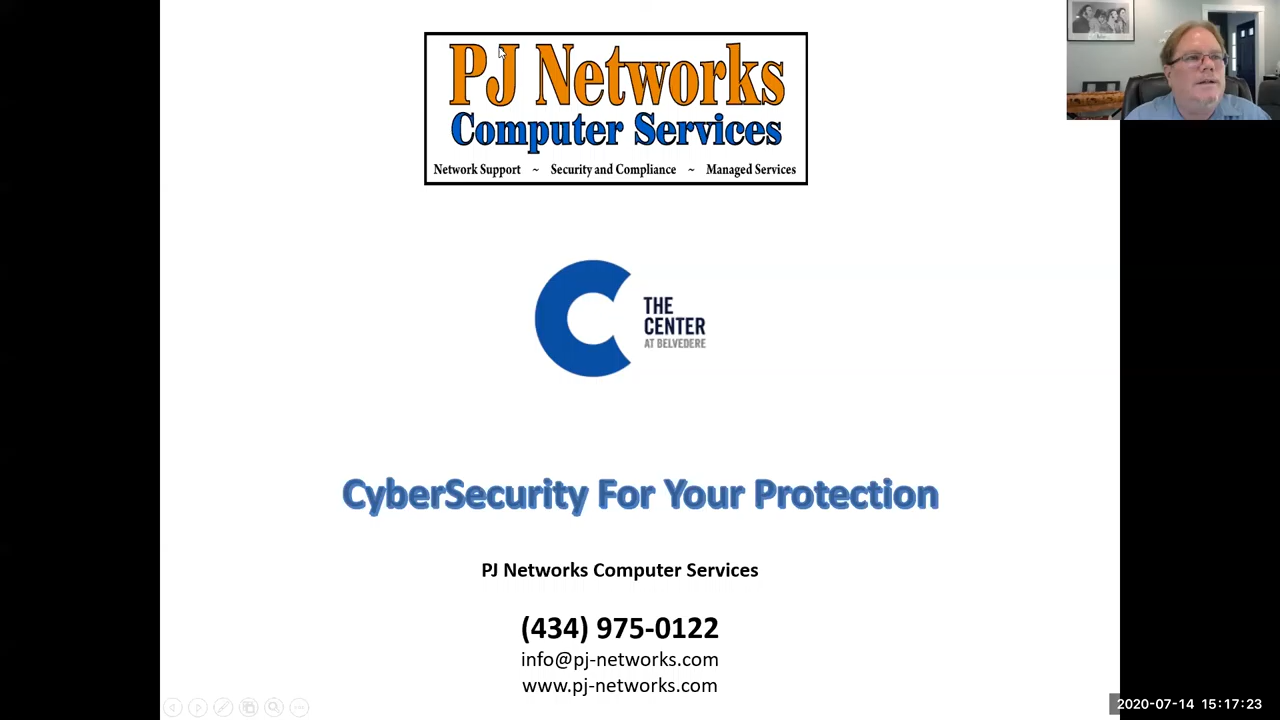 PJ Networks
Computer Services
Network Support ~ Security and Compliance ~ Managed Services
THE
CENTER
AT BELVEDERE
CyberSecurity For Your Protection
PJ Networks Computer Services
(434) 975-0122
info@pj-networks.com
www.pj-networks.com
2020-07-14 15:17:23